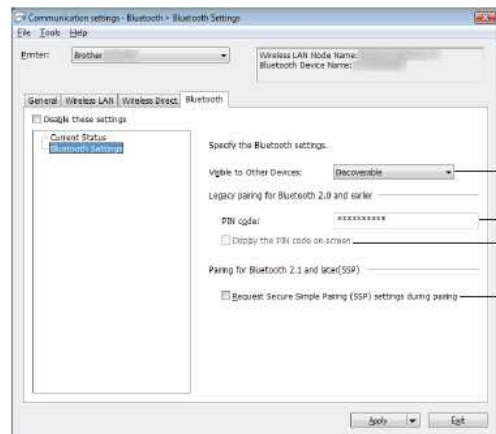 Communication settings - Bluetooth > Bluetooth Settings
File Tools Help
Printer: Brother
Wireless LAN Node Name:
Bluetooth Device Name:
General Wireless LAN Wireless Direct Bluetooth
Disable these settings
Current Status
Bluetooth Settings
Specify the Bluetooth settings.
Visible to Other Devices: Discoverable
Legacy pairing for Bluetooth 2.0 and earlier
PIN code: **********
Display the PIN code on-screen
Pairing for Bluetooth 2.1 and later(SSP)
Request Secure Simple Pairing (SSP) settings during pairing
Apply Exit